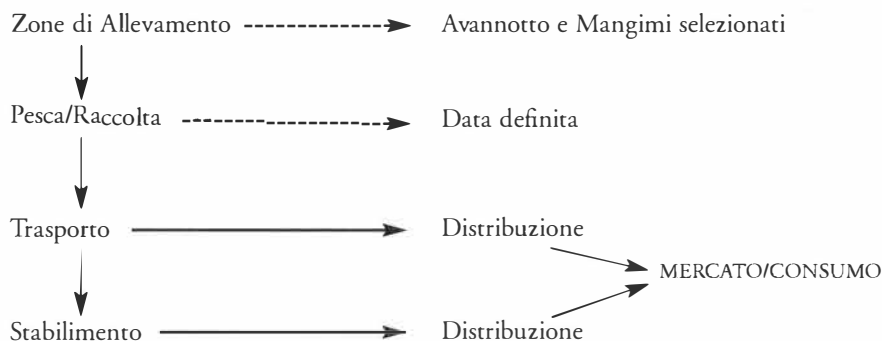 Zone di Allevamento
Avannotto e Mangimi selezionati
Pesca/Raccolta
Data definita
Trasporto
Distribuzione
MERCATO/CONSUMO
Stabilimento
Distribuzione